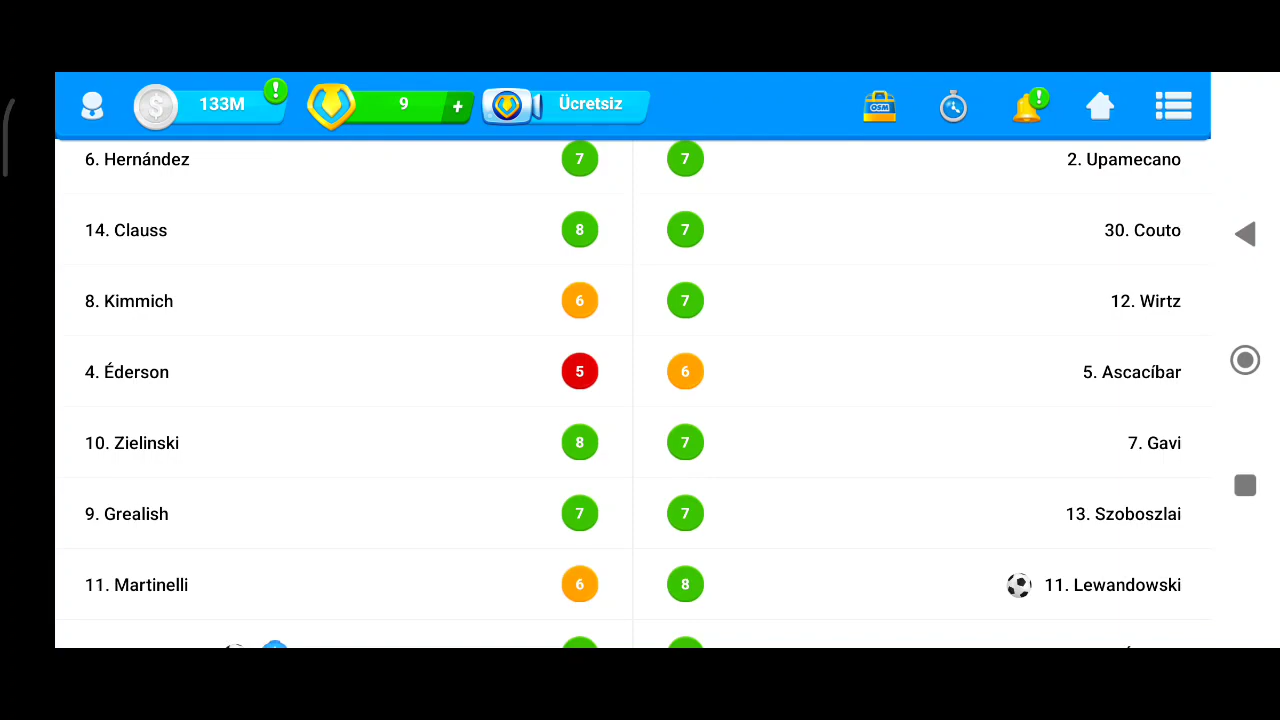 133M 9 + Ücretsiz OSM
6. Hernández 7 7 2. Upamecano
14. Clauss 8 7 30. Couto
8. Kimmich 6 7 12. Wirtz
4. Éderson 5 6 5. Ascacíbar
10. Zielinski 8 7 7. Gavi
9. Grealish 7 7 13. Szoboszlai
11. Martinelli 6 8 11. Lewandowski